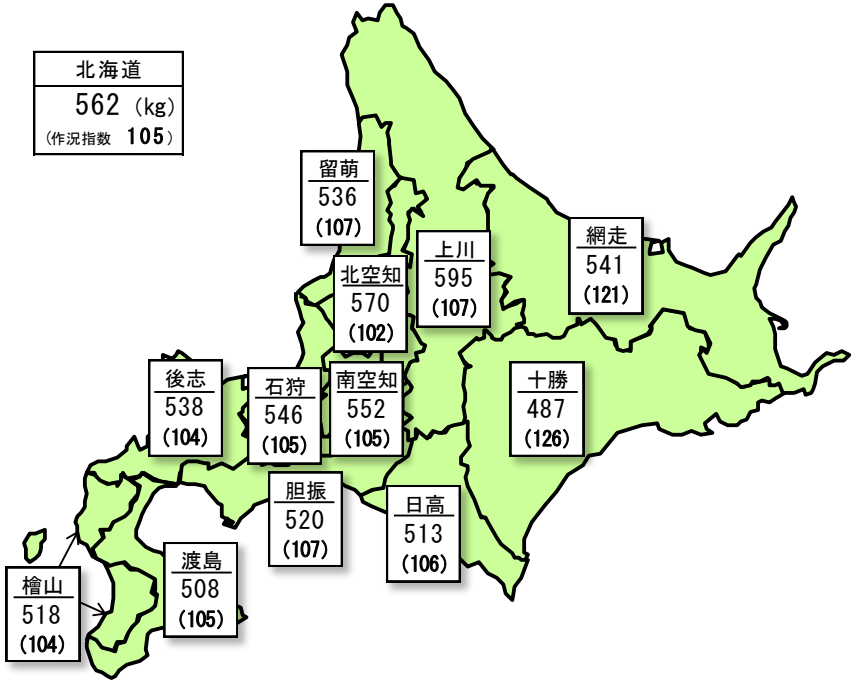 北海道
562 (kg)
(作況指数 105)
留萌
536
(107)
網走
541
(121)
上川
595
(107)
北空知
570
(102)
後志
538
(104)
石狩
546
(105)
南空知
552
(105)
十勝
487
(126)
胆振
520
(107)
日高
513
(106)
渡島
508
(105)
檜山
518
(104)